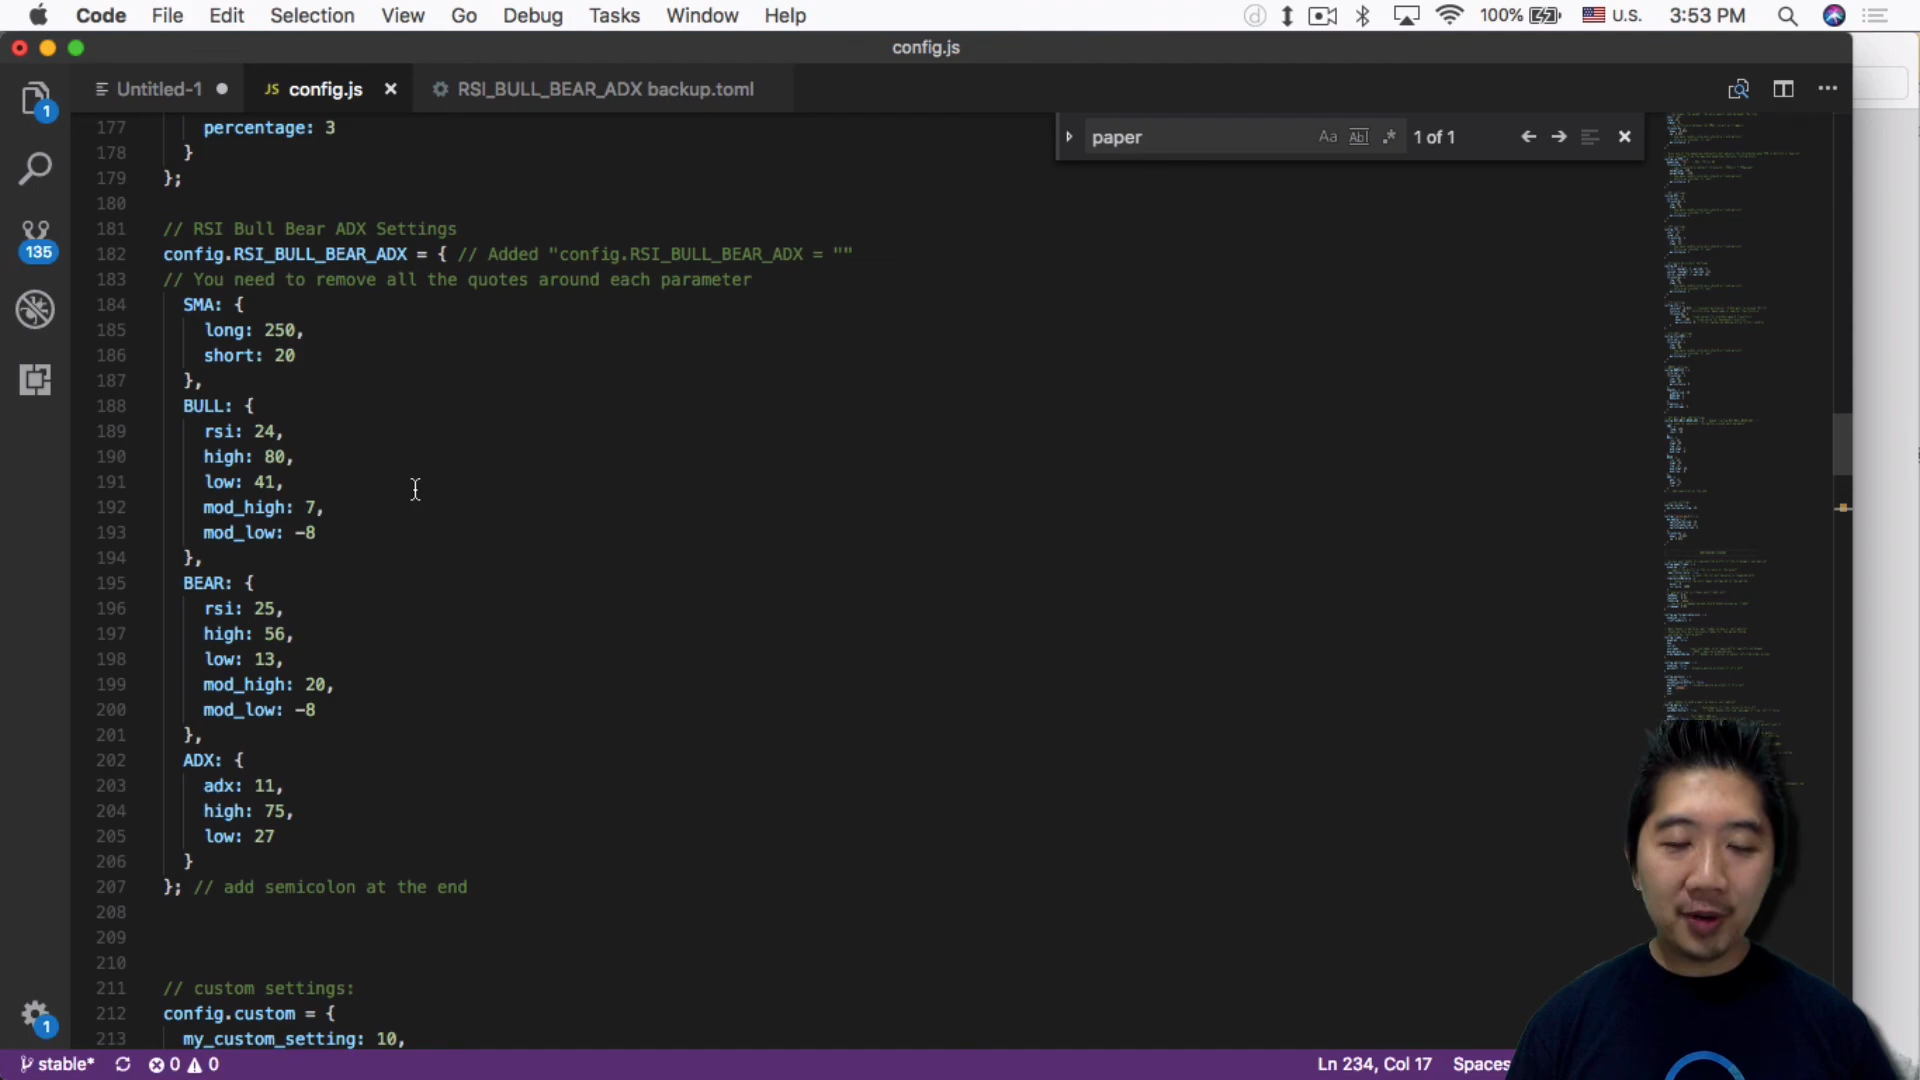 Code File Edit Selection View Go Debug Tasks Window Help 100% U.S. 3:53 PM
config.js
Untitled-1 JS config.js RSI_BULL_BEAR_ADX backup.toml
paper Aa Abl .* 1 of 1
177 percentage: 3
178 }
179 };
180
181 // RSI Bull Bear ADX Settings
182 config.RSI_BULL_BEAR_ADX = { // Added "config.RSI_BULL_BEAR_ADX = ""
183 // You need to remove all the quotes around each parameter
184 SMA: {
185 long: 250,
186 short: 20
187 },
188 BULL: {
189 rsi: 24,
190 high: 80,
191 low: 41,
192 mod_high: 7,
193 mod_low: -8
194 },
195 BEAR: {
196 rsi: 25,
197 high: 56,
198 low: 13,
199 mod_high: 20,
200 mod_low: -8
201 },
202 ADX: {
203 adx: 11,
204 high: 75,
205 low: 27
206 }
207 }; // add semicolon at the end
208
209
210
211 // custom settings:
212 config.custom = {
213 my_custom_setting: 10,
1
135
1
stable* 0 0 Ln 234, Col 17 Spaces